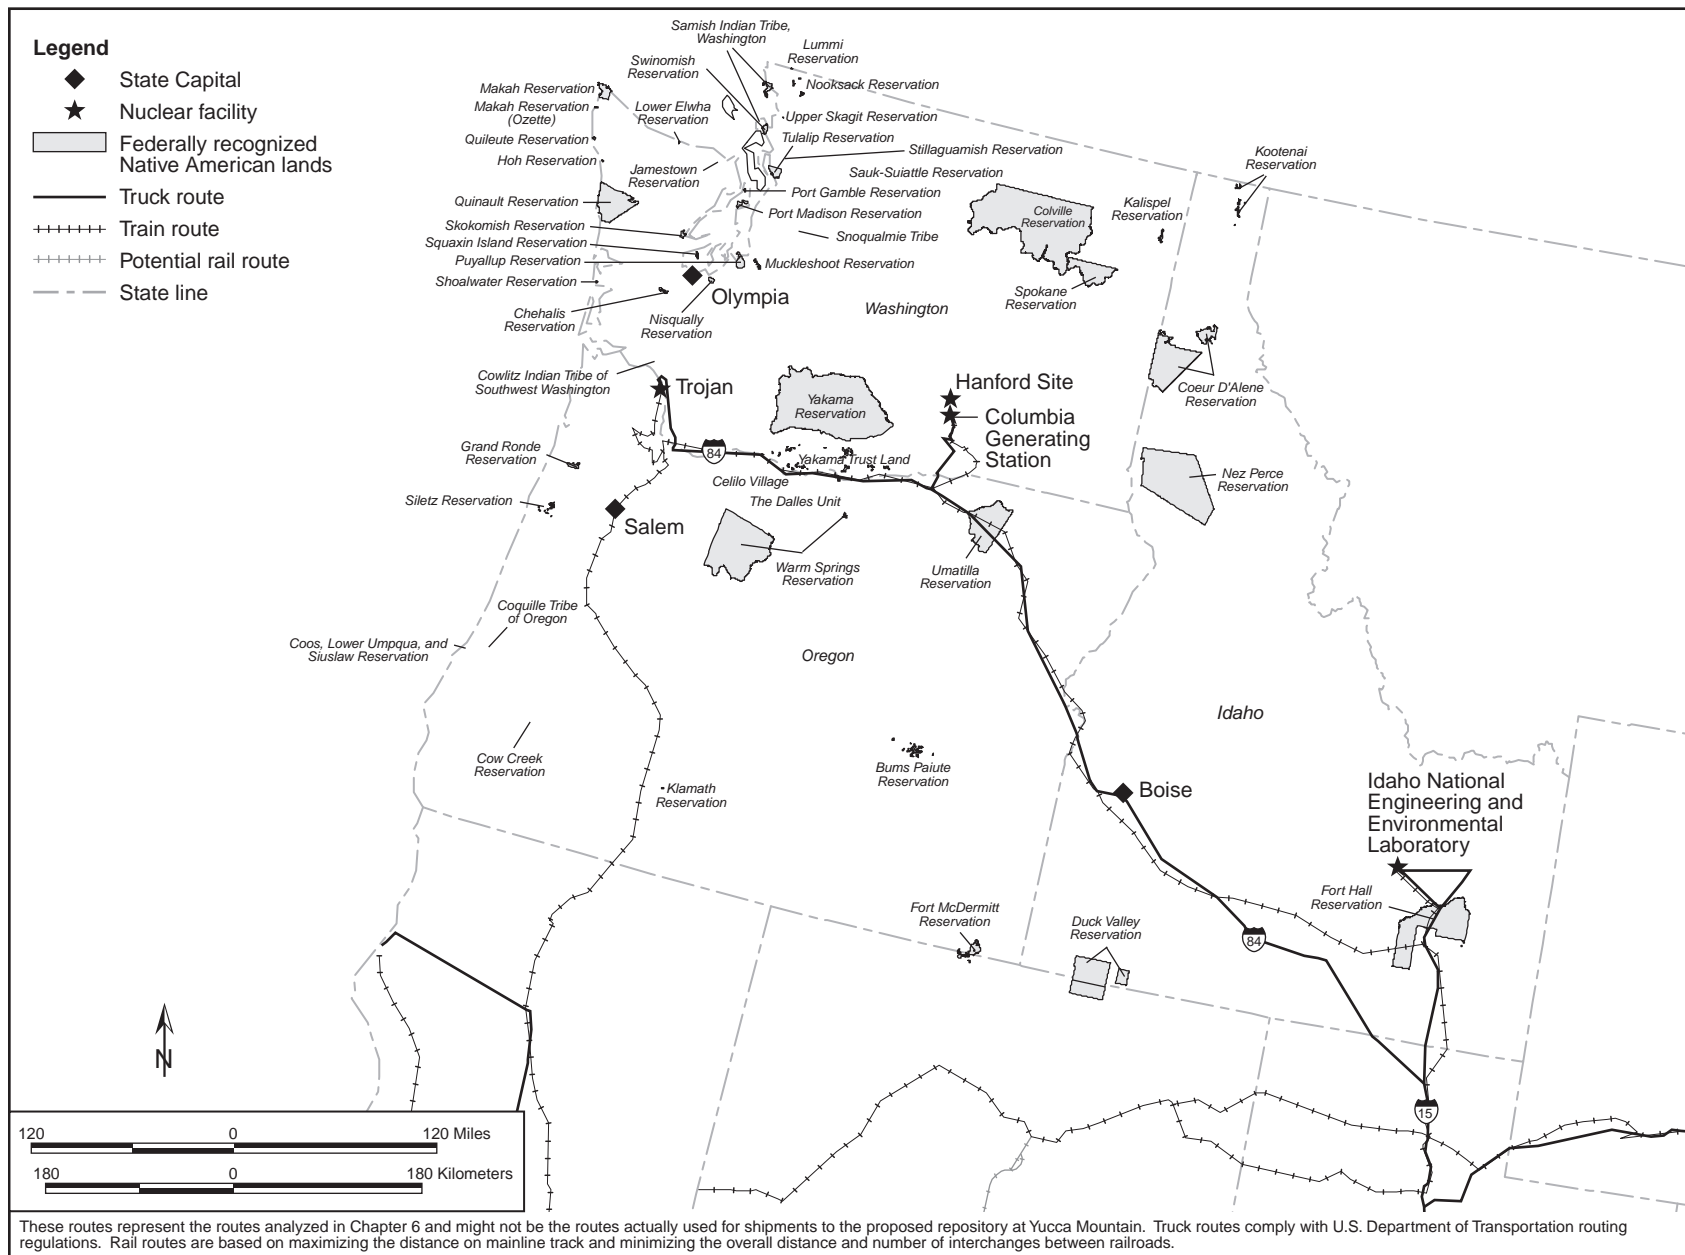 Legend
State Capital
Nuclear facility
Federally recognized
Native American lands
Truck route
Train route
Potential rail route
State line
Samish Indian Tribe,
Washington
Lummi
Reservation
Swinomish
Reservation
Nooksack Reservation
Makah Reservation
Makah Reservation
(Ozette)
Lower Elwha
Reservation
Upper Skagit Reservation
Quileute Reservation
Tulalip Reservation
Stillaguamish Reservation
Hoh Reservation
Jamestown
Reservation
Sauk-Suiattle Reservation
Port Gamble Reservation
Quinault Reservation
Port Madison Reservation
Skokomish Reservation
Snoqualmie Tribe
Squaxin Island Reservation
Puyallup Reservation
Muckleshoot Reservation
Shoalwater Reservation
Olympia
Chehalis
Reservation
Nisqually
Reservation
Colville
Reservation
Kalispel
Reservation
Kootenai
Reservation
Spokane
Reservation
Washington
Cowlitz Indian Tribe of
Southwest Washington
Trojan
Yakama
Reservation
Hanford Site
Columbia
Generating
Station
Coeur D'Alene
Reservation
Grand Ronde
Reservation
84
Yakama Trust Land
Celilo Village
The Dalles Unit
Nez Perce
Reservation
Siletz Reservation
Salem
Warm Springs
Reservation
Umatilla
Reservation
Coquille Tribe
of Oregon
Coos, Lower Umpqua, and
Siuslaw Reservation
Oregon
Idaho
Cow Creek
Reservation
Klamath
Reservation
Burns Paiute
Reservation
Boise
Idaho National
Engineering and
Environmental
Laboratory
Fort Hall
Reservation
Fort McDermitt
Reservation
Duck Valley
Reservation
84
N
15
120 0 120 Miles
180 0 180 Kilometers
These routes represent the routes analyzed in Chapter 6 and might not be the routes actually used for shipments to the proposed repository at Yucca Mountain. Truck routes comply with U.S. Department of Transportation routing
regulations. Rail routes are based on maximizing the distance on mainline track and minimizing the overall distance and number of interchanges between railroads.